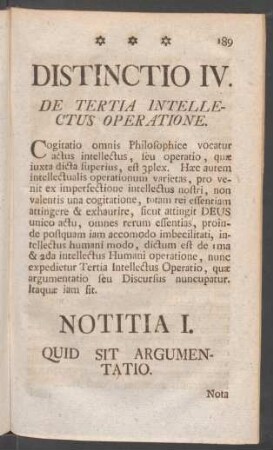 ✡ ✡ ✡ 189
DISTINCTIO IV.
DE TERTIA INTELLE-
CTUS OPERATIONE.
Cogitatio omnis Philosophice vocatur
actus intellectus, seu operatio, quæ
iuxta dicta superius, est 3plex. Hæc autem
intellectualis operationum varietas, pro ve-
nit ex imperfectione intellectus nostri, non
valentis una cogitatione, totam rei essentiam
attingere & exhaurire, sicut attingit DEUS
unico actu, omnes rerum essentias, proin-
de postquam iam accomodo imbecilitati, in-
tellectus humani modo, dictum est de 1ma
& 2da intellectus Humani operatione, nunc
expedietur Tertia Intellectus Operatio, quæ
argumentatio seu Discursus nuncupatur.
Itaque iam sit.
NOTITIA I.
QUID SIT ARGUMEN-
TATIO.
Nota